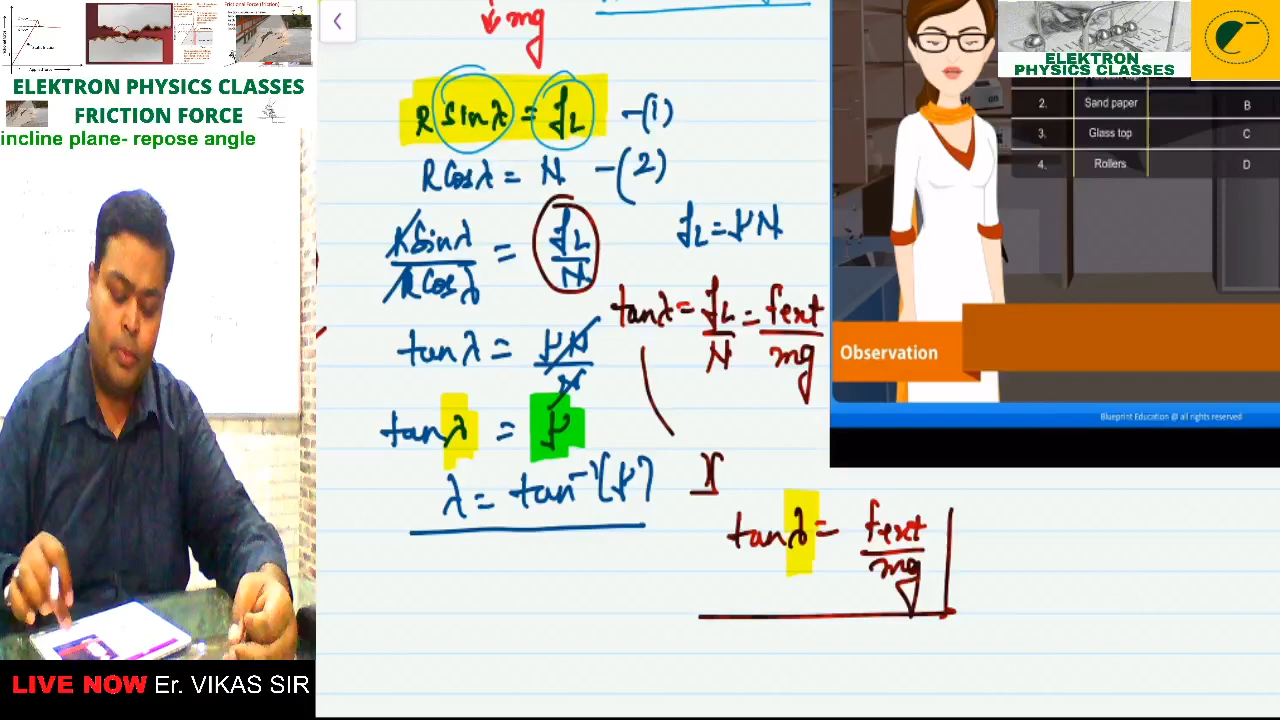 ELEKTRON PHYSICS CLASSES
FRICTION FORCE
incline plane- repose angle
mg
R Sinλ = fL -(1)
R Cosλ = N -(2)
RSinλ / RCosλ = fL / N
fL = μN
tanλ = μN / N
tanλ = fL / N = fext / mg
tanλ = μ
λ = tan⁻¹(μ)
tanλ = fext / mg
ELEKTRON
PHYSICS CLASSES
2. Sand paper B
3. Glass top C
4. Rollers D
Observation
Blueprint Education @ all rights reserved
LIVE NOW Er. VIKAS SIR